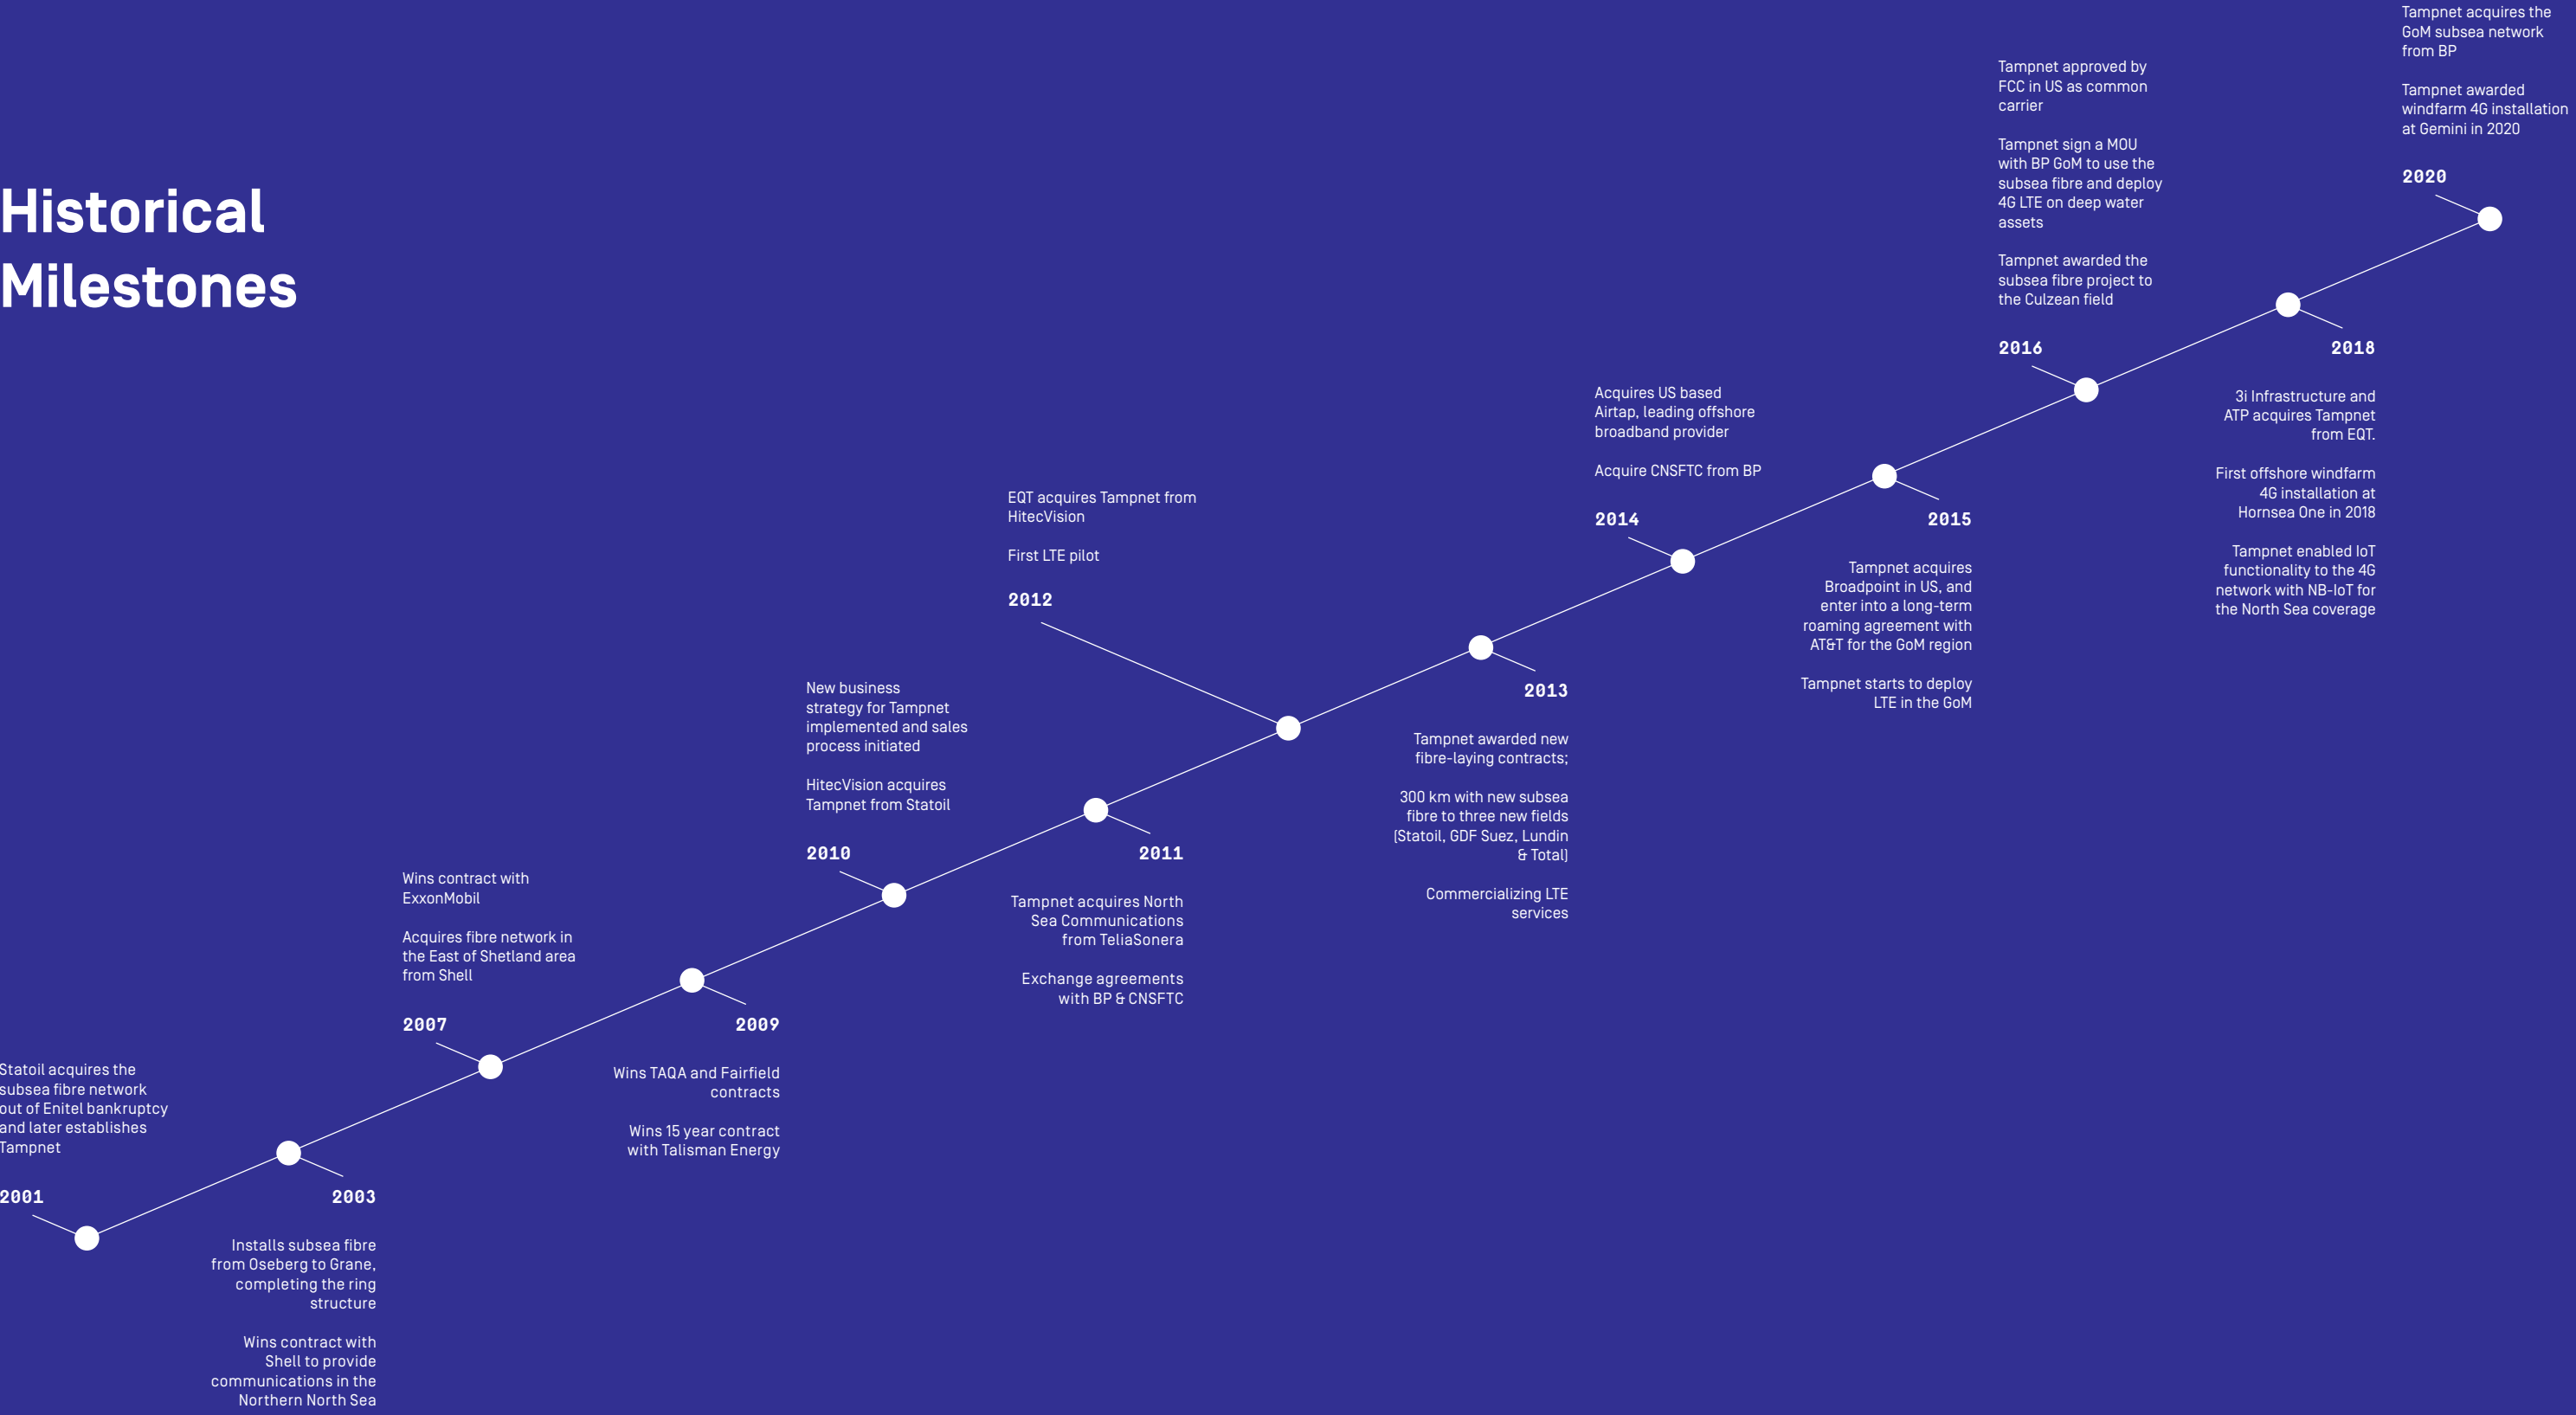 Historical
Milestones
Statoil acquires the
subsea fibre network
out of Enitel bankruptcy
and later establishes
Tampnet
2001
2003
Installs subsea fibre
from Oseberg to Grane,
completing the ring
structure
Wins contract with
Shell to provide
communications in the
Northern North Sea
Wins contract with
ExxonMobil
Acquires fibre network in
the East of Shetland area
from Shell
2007
2009
Wins TAQA and Fairfield
contracts
Wins 15 year contract
with Talisman Energy
New business
strategy for Tampnet
implemented and sales
process initiated
HitecVision acquires
Tampnet from Statoil
2010
2011
Tampnet acquires North
Sea Communications
from TeliaSonera
Exchange agreements
with BP & CNSFTC
EQT acquires Tampnet from
HitecVision
First LTE pilot
2012
2013
Tampnet awarded new
fibre-laying contracts;
300 km with new subsea
fibre to three new fields
(Statoil, GDF Suez, Lundin
& Total)
Commercializing LTE
services
Acquires US based
Airtap, leading offshore
broadband provider
Acquire CNSFTC from BP
2014
2015
Tampnet acquires
Broadpoint in US, and
enter into a long-term
roaming agreement with
AT&T for the GoM region
Tampnet starts to deploy
LTE in the GoM
Tampnet approved by
FCC in US as common
carrier
Tampnet sign a MOU
with BP GoM to use the
subsea fibre and deploy
4G LTE on deep water
assets
Tampnet awarded the
subsea fibre project to
the Culzean field
2016
2018
3i Infrastructure and
ATP acquires Tampnet
from EQT.
First offshore windfarm
4G installation at
Hornsea One in 2018
Tampnet enabled IoT
functionality to the 4G
network with NB-IoT for
the North Sea coverage
Tampnet acquires the
GoM subsea network
from BP
Tampnet awarded
windfarm 4G installation
at Gemini in 2020
2020